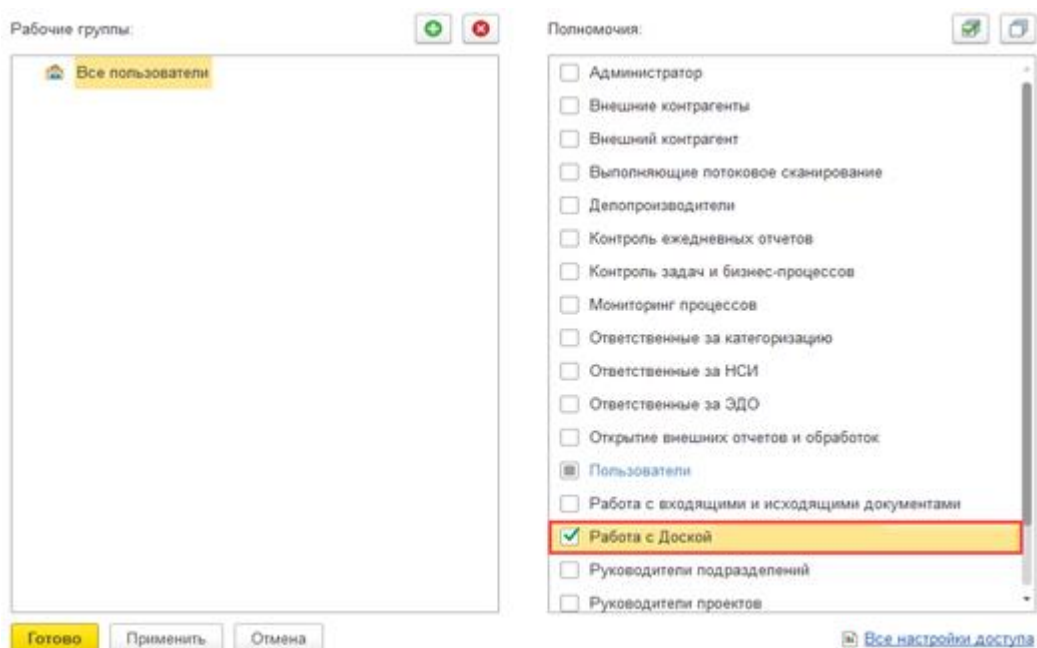 Рабочие группы:
Все пользователи
Полномочия:
Администратор
Внешние контрагенты
Внешний контрагент
Выполняющие потоковое сканирование
Делопроизводители
Контроль ежедневных отчетов
Контроль задач и бизнес-процессов
Мониторинг процессов
Ответственные за категоризацию
Ответственные за НСИ
Ответственные за ЭДО
Открытие внешних отчетов и обработок
Пользователи
Работа с входящими и исходящими документами
Работа с Доской
Руководители подразделений
Руководители проектов
Готово Применить Отмена Все настройки доступа